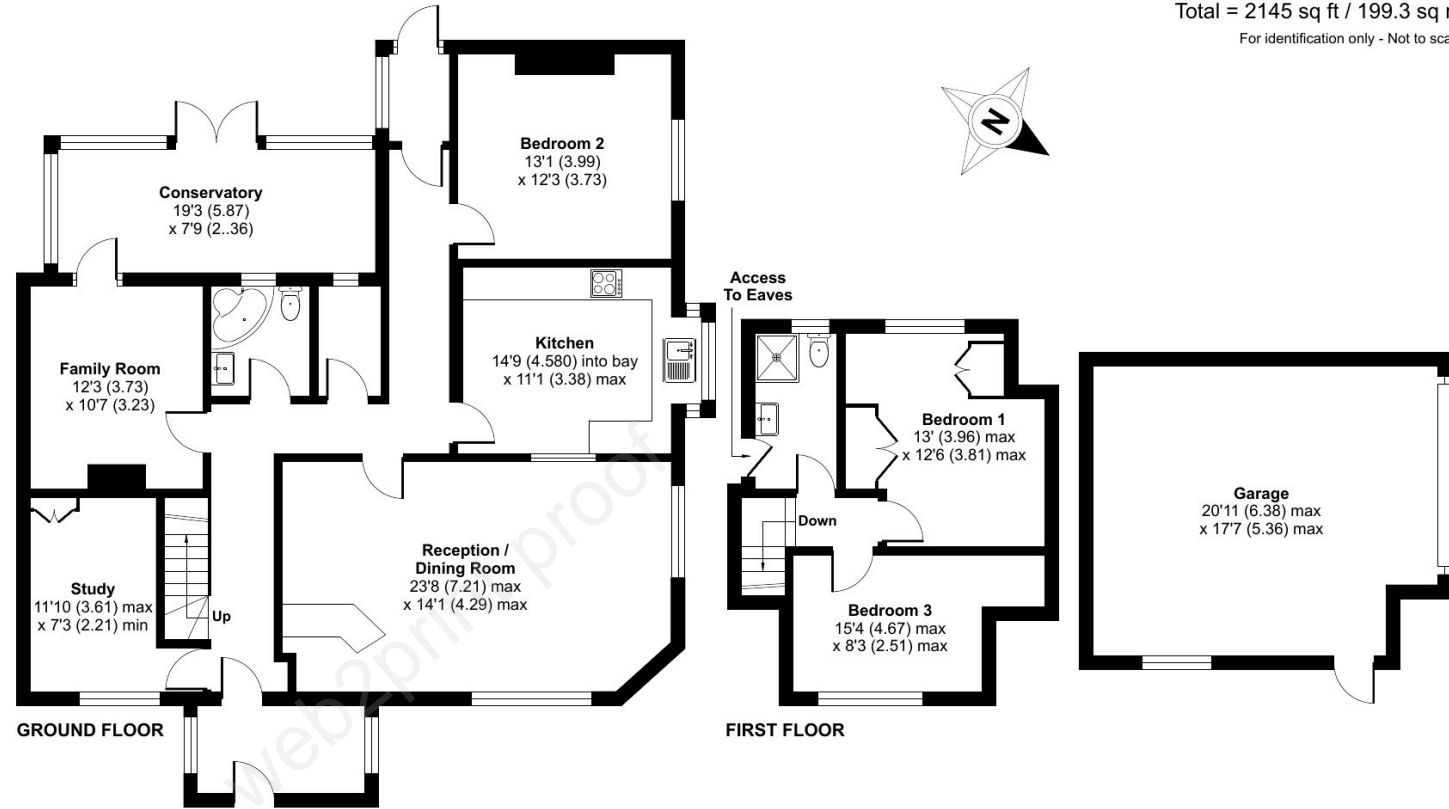 Total = 2145 sq ft / 199.3 sq m
For identification only - Not to sca
N
Bedroom 2
13'1 (3.99)
x 12'3 (3.73)
Conservatory
19'3 (5.87)
x 7'9 (2..36)
Access
To Eaves
Kitchen
14'9 (4.580) into bay
x 11'1 (3.38) max
Family Room
12'3 (3.73)
x 10'7 (3.23)
Bedroom 1
13' (3.96) max
x 12'6 (3.81) max
Garage
20'11 (6.38) max
x 17'7 (5.36) max
Down
Reception /
Dining Room
23'8 (7.21) max
x 14'1 (4.29) max
Study
11'10 (3.61) max
x 7'3 (2.21) min
Up
Bedroom 3
15'4 (4.67) max
x 8'3 (2.51) max
GROUND FLOOR
FIRST FLOOR
web2print proof